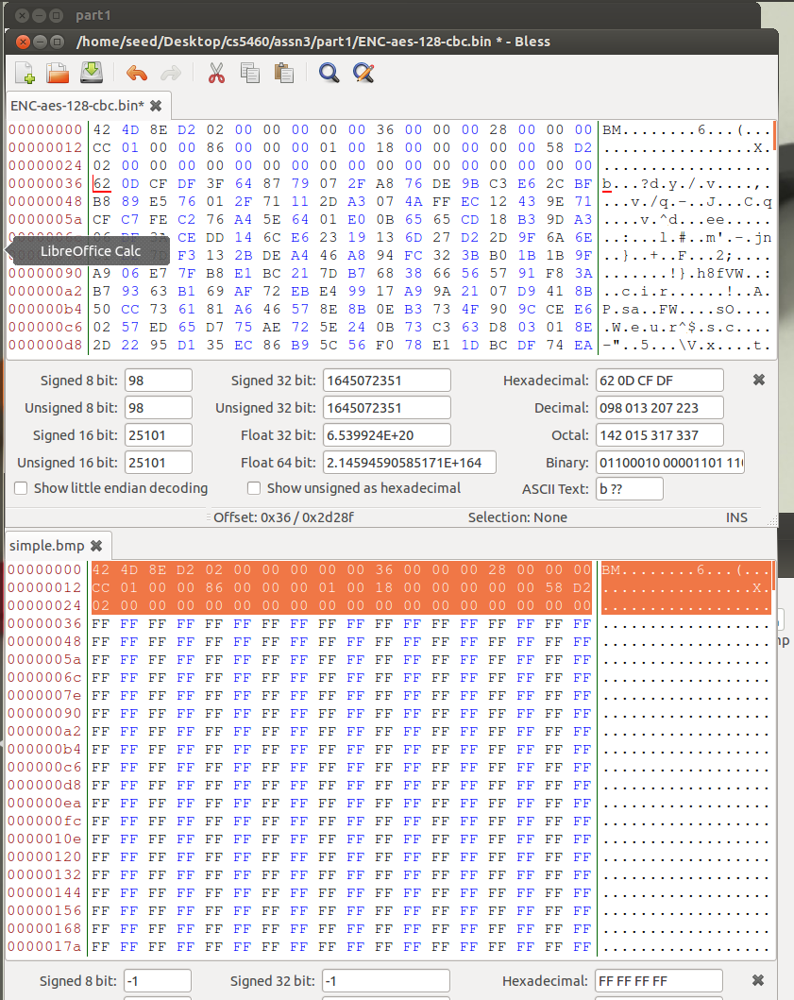 part1
/home/seed/Desktop/cs5460/assn3/part1/ENC-aes-128-cbc.bin * - Bless
ENC-aes-128-cbc.bin*
00000000 42 4D 8E D2 02 00 00 00 00 00 36 00 00 00 28 00 00 00 BM........6...(...
00000012 CC 01 00 00 86 00 00 00 01 00 18 00 00 00 00 00 58 D2 ................X.
00000024 02 00 00 00 00 00 00 00 00 00 00 00 00 00 00 00 00 00 ..................
00000036 62 0D CF DF 3F 64 87 79 07 2F A8 76 DE 9B C3 E6 2C BF b...?d.y./.v....,.
00000048 B8 89 E5 76 01 2F 71 11 2D A3 07 4A FF EC 12 43 9E 71 ...v./q.-..J...C.q
0000005a CF C7 FE C2 76 A4 5E 64 01 E0 0B 65 65 CD 18 B3 9D A3 ....v.^d...ee.....
CE DD 14 6C E6 23 19 13 6D 27 D2 2D 9F 6A 6E ..:...l.#..m'.-.jn
LibreOffice Calc
F3 13 2B DE A4 46 A8 94 FC 32 3B B0 1B 1B 9F ..}..+..F...2;....
00000090 A9 06 E7 7F B8 E1 BC 21 7D B7 68 38 66 56 57 91 F8 3A .......!}.h8fVW..:
000000a2 B7 93 63 B1 69 AF 72 EB E4 99 17 A9 9A 21 07 D9 41 8B ..c.i.r......!..A.
000000b4 50 CC 73 61 81 A6 46 57 8E 8B 0E B3 73 4F 90 9C CE E6 P.sa..FW....sO....
000000c6 02 57 ED 65 D7 75 AE 72 5E 24 0B 73 C3 63 D8 03 01 8E .W.e.u.r^$.s.c....
000000d8 2D 22 95 D1 35 EC 86 B9 5C 56 F0 78 E1 1D BC DF 74 EA -"..5...\V.x....t.
Signed 8 bit: 98 Signed 32 bit: 1645072351 Hexadecimal: 62 0D CF DF
Unsigned 8 bit: 98 Unsigned 32 bit: 1645072351 Decimal: 098 013 207 223
Signed 16 bit: 25101 Float 32 bit: 6.539924E+20 Octal: 142 015 317 337
Unsigned 16 bit: 25101 Float 64 bit: 2.14594590585171E+164 Binary: 01100010 00001101 11
Show little endian decoding Show unsigned as hexadecimal ASCII Text: b ??
Offset: 0x36 / 0x2d28f Selection: None INS
simple.bmp
00000000 42 4D 8E D2 02 00 00 00 00 00 36 00 00 00 28 00 00 00 BM........6...(...
00000012 CC 01 00 00 86 00 00 00 01 00 18 00 00 00 00 00 58 D2 ................X.
00000024 02 00 00 00 00 00 00 00 00 00 00 00 00 00 00 00 00 00 ..................
00000036 FF FF FF FF FF FF FF FF FF FF FF FF FF FF FF FF FF FF ..................
00000048 FF FF FF FF FF FF FF FF FF FF FF FF FF FF FF FF FF FF ..................
0000005a FF FF FF FF FF FF FF FF FF FF FF FF FF FF FF FF FF FF ..................
0000006c FF FF FF FF FF FF FF FF FF FF FF FF FF FF FF FF FF FF ..................
0000007e FF FF FF FF FF FF FF FF FF FF FF FF FF FF FF FF FF FF ..................
00000090 FF FF FF FF FF FF FF FF FF FF FF FF FF FF FF FF FF FF ..................
000000a2 FF FF FF FF FF FF FF FF FF FF FF FF FF FF FF FF FF FF ..................
000000b4 FF FF FF FF FF FF FF FF FF FF FF FF FF FF FF FF FF FF ..................
000000c6 FF FF FF FF FF FF FF FF FF FF FF FF FF FF FF FF FF FF ..................
000000d8 FF FF FF FF FF FF FF FF FF FF FF FF FF FF FF FF FF FF ..................
000000ea FF FF FF FF FF FF FF FF FF FF FF FF FF FF FF FF FF FF ..................
000000fc FF FF FF FF FF FF FF FF FF FF FF FF FF FF FF FF FF FF ..................
0000010e FF FF FF FF FF FF FF FF FF FF FF FF FF FF FF FF FF FF ..................
00000120 FF FF FF FF FF FF FF FF FF FF FF FF FF FF FF FF FF FF ..................
00000132 FF FF FF FF FF FF FF FF FF FF FF FF FF FF FF FF FF FF ..................
00000144 FF FF FF FF FF FF FF FF FF FF FF FF FF FF FF FF FF FF ..................
00000156 FF FF FF FF FF FF FF FF FF FF FF FF FF FF FF FF FF FF ..................
00000168 FF FF FF FF FF FF FF FF FF FF FF FF FF FF FF FF FF FF ..................
0000017a FF FF FF FF FF FF FF FF FF FF FF FF FF FF FF FF FF FF ..................
Signed 8 bit: -1 Signed 32 bit: -1 Hexadecimal: FF FF FF FF